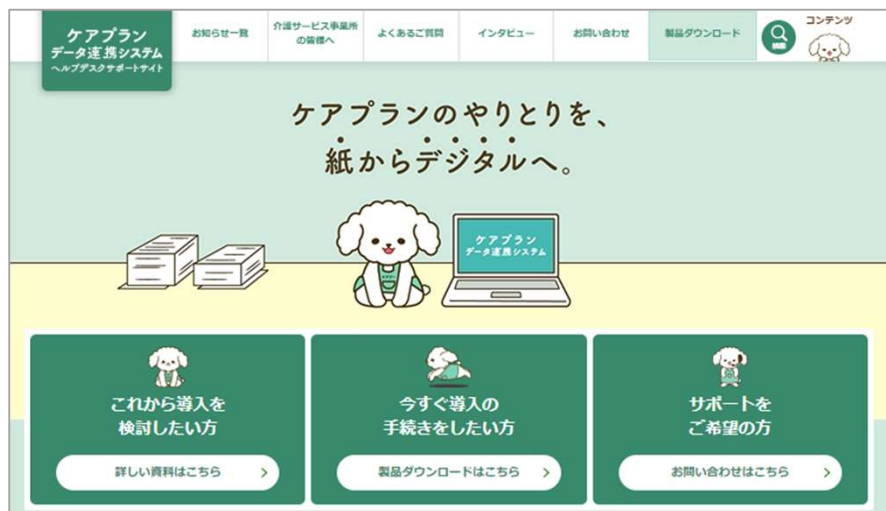 ケアプラン
データ連携システム
ヘルプデスクサポートサイト
お知らせ一覧
介護サービス事業所
の皆様へ
よくあるご質問
インタビュー
お問い合わせ
製品ダウンロード
検索
コンテンツ
ケアプランのやりとりを、
紙からデジタルへ。
ケアプラン
データ連携システム
これから導入を
検討したい方
詳しい資料はこちら
今すぐ導入の
手続きをしたい方
製品ダウンロードはこちら
サポートを
ご希望の方
お問い合わせはこちら